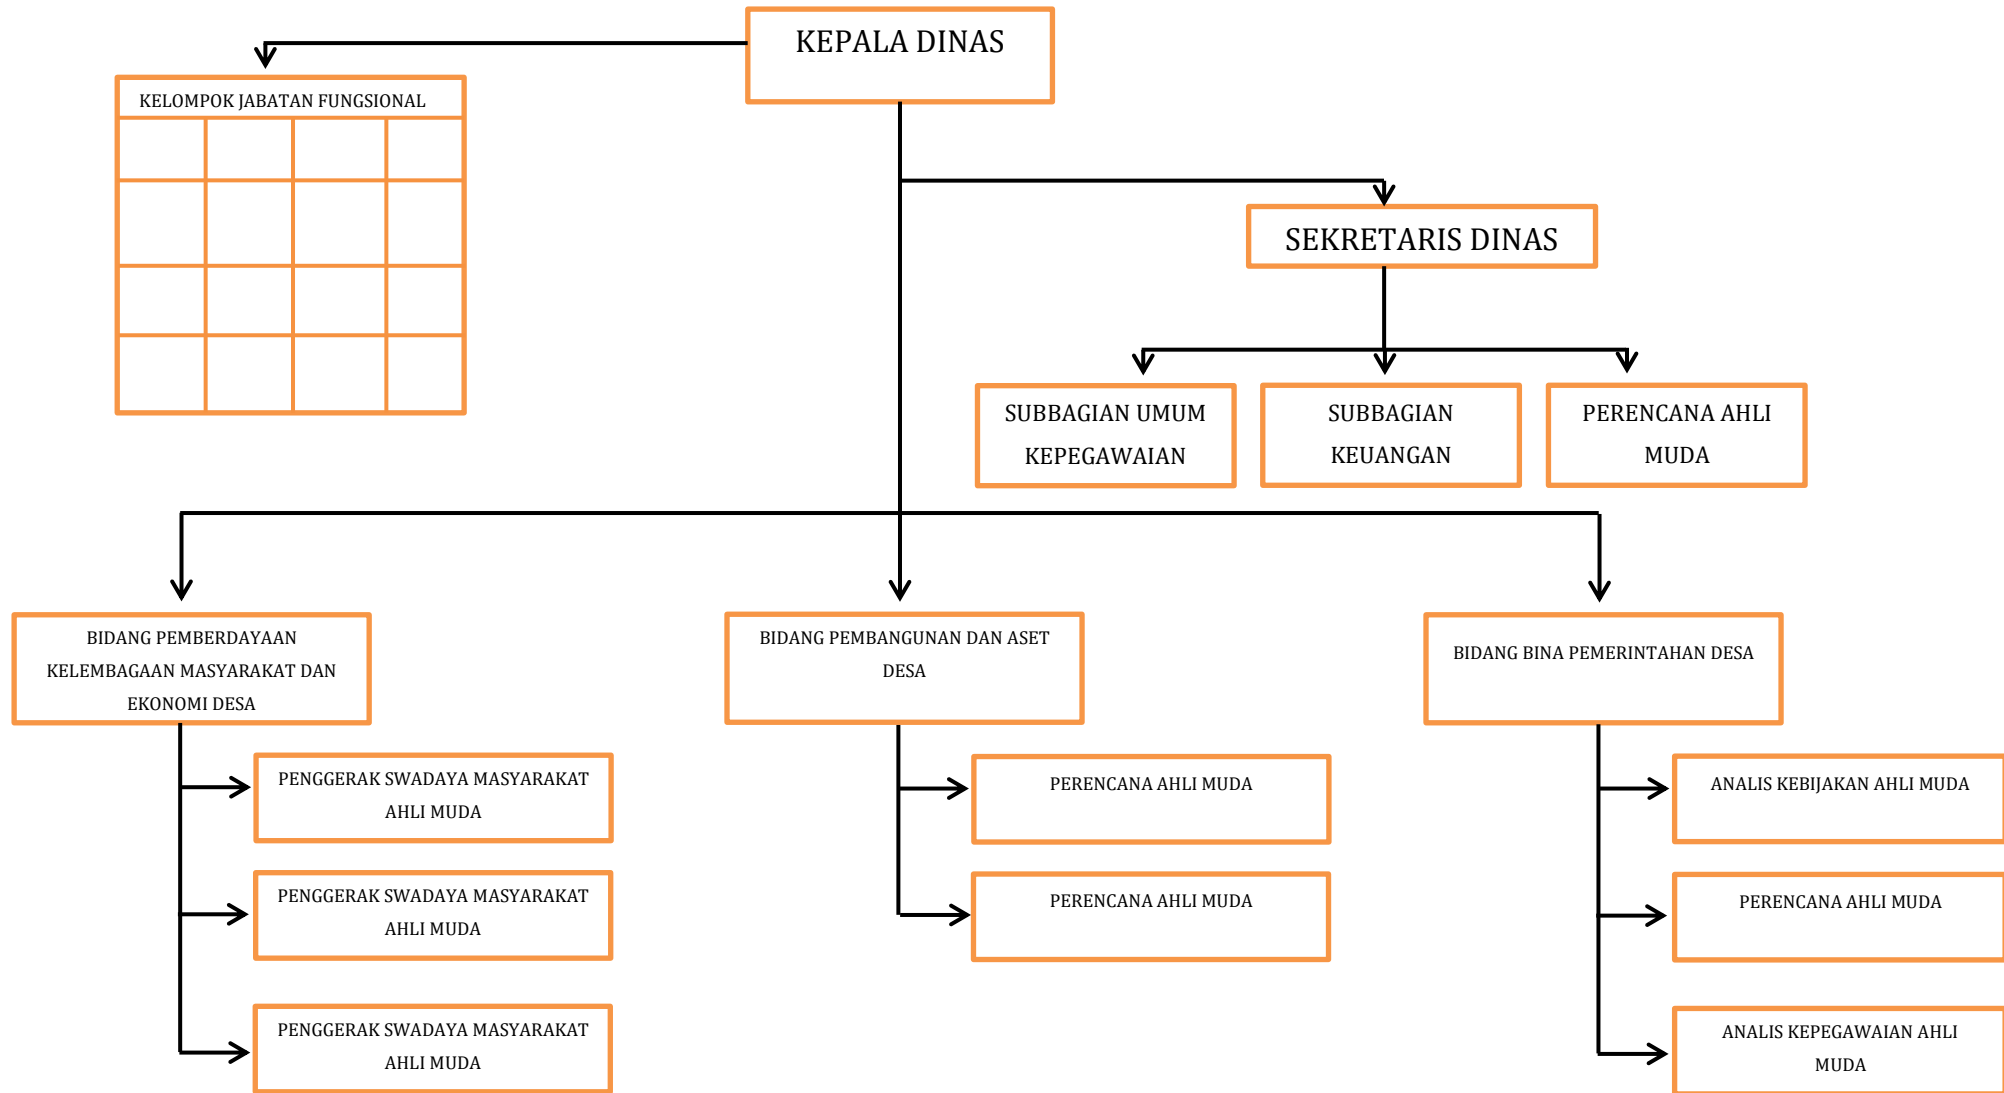 KEPALA DINAS
KELOMPOK JABATAN FUNGSIONAL
SEKRETARIS DINAS
SUBBAGIAN UMUM
KEPEGAWAIAN
SUBBAGIAN
KEUANGAN
PERENCANA AHLI
MUDA
BIDANG PEMBERDAYAAN
KELEMBAGAAN MASYARAKAT DAN
EKONOMI DESA
BIDANG PEMBANGUNAN DAN ASET
DESA
BIDANG BINA PEMERINTAHAN DESA
PENGGERAK SWADAYA MASYARAKAT
AHLI MUDA
PERENCANA AHLI MUDA
ANALIS KEBIJAKAN AHLI MUDA
PENGGERAK SWADAYA MASYARAKAT
AHLI MUDA
PERENCANA AHLI MUDA
PERENCANA AHLI MUDA
PENGGERAK SWADAYA MASYARAKAT
AHLI MUDA
ANALIS KEPEGAWAIAN AHLI
MUDA